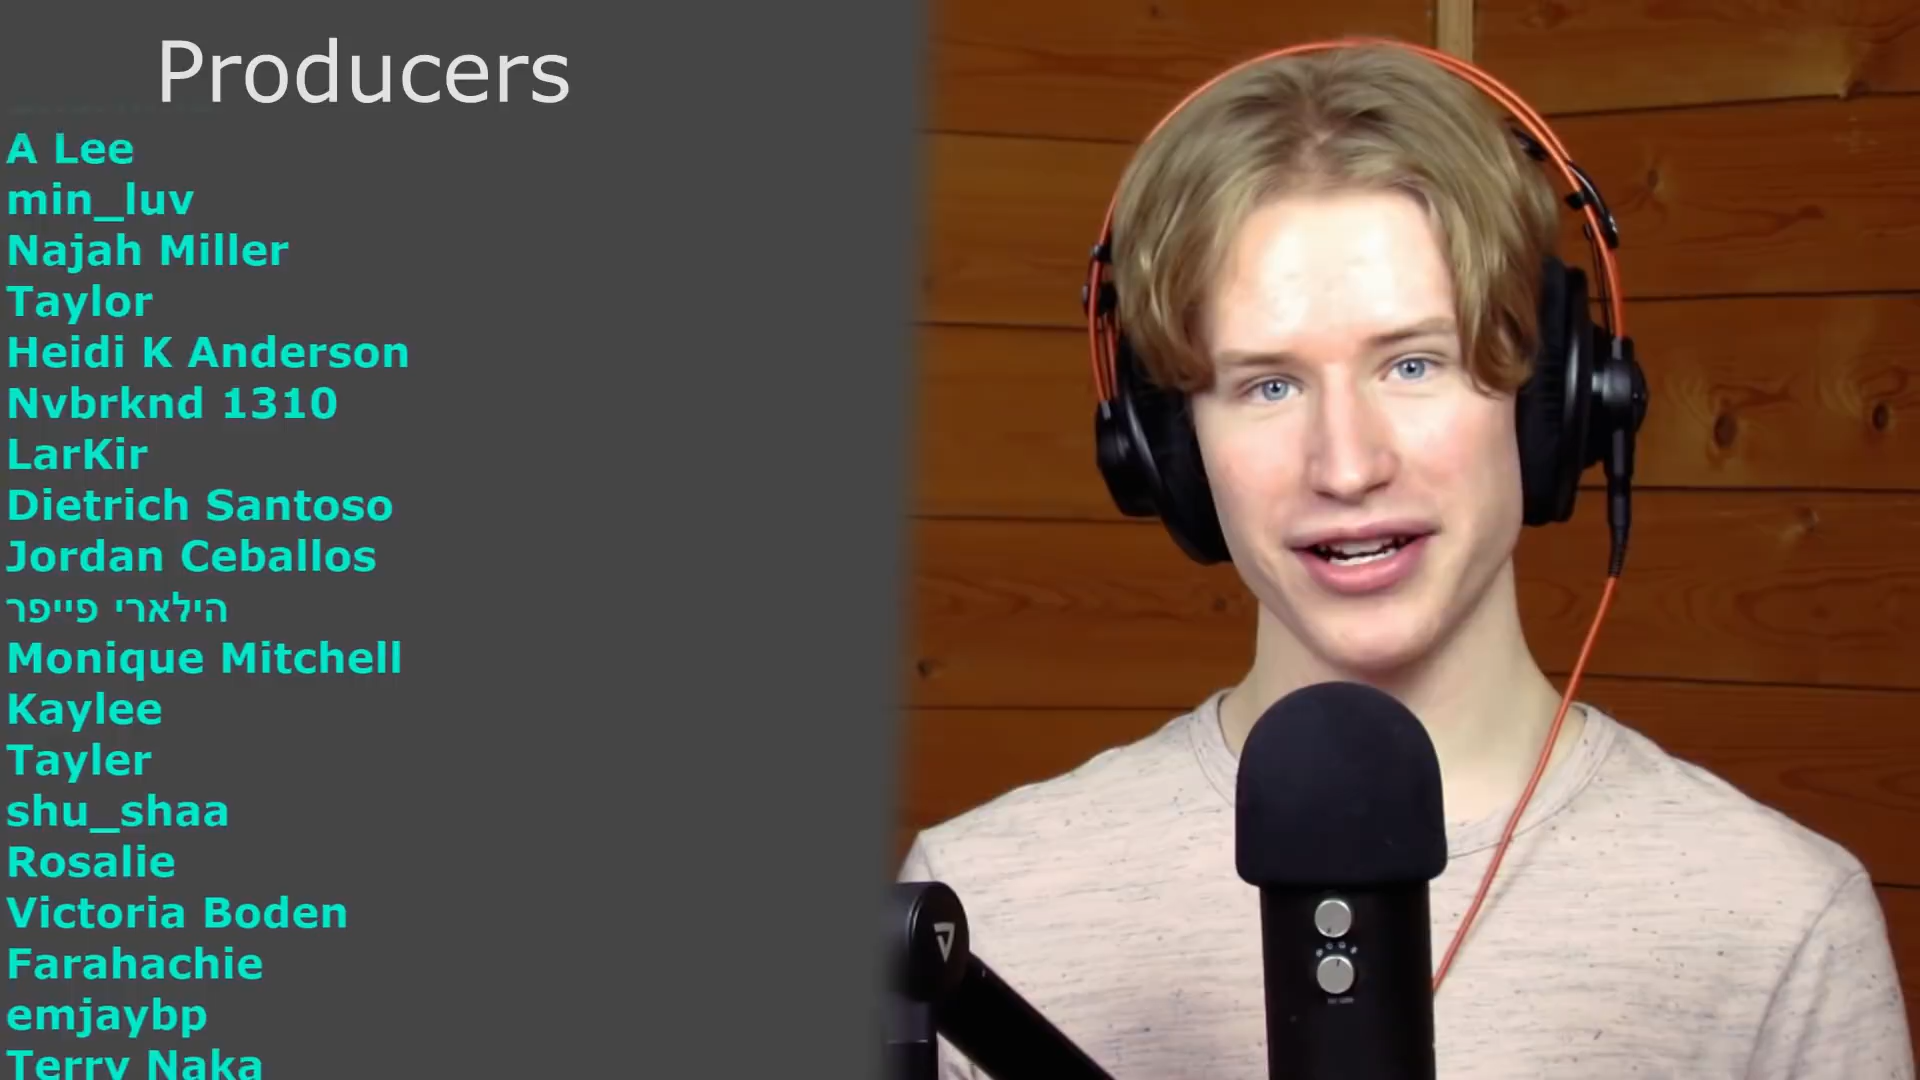 Producers
A Lee
min_luv
Najah Miller
Taylor
Heidi K Anderson
Nvbrknd 1310
LarKir
Dietrich Santoso
Jordan Ceballos
הילארי פייפר
Monique Mitchell
Kaylee
Tayler
shu_shaa
Rosalie
Victoria Boden
Farahachie
emjaybp
Terry Naka